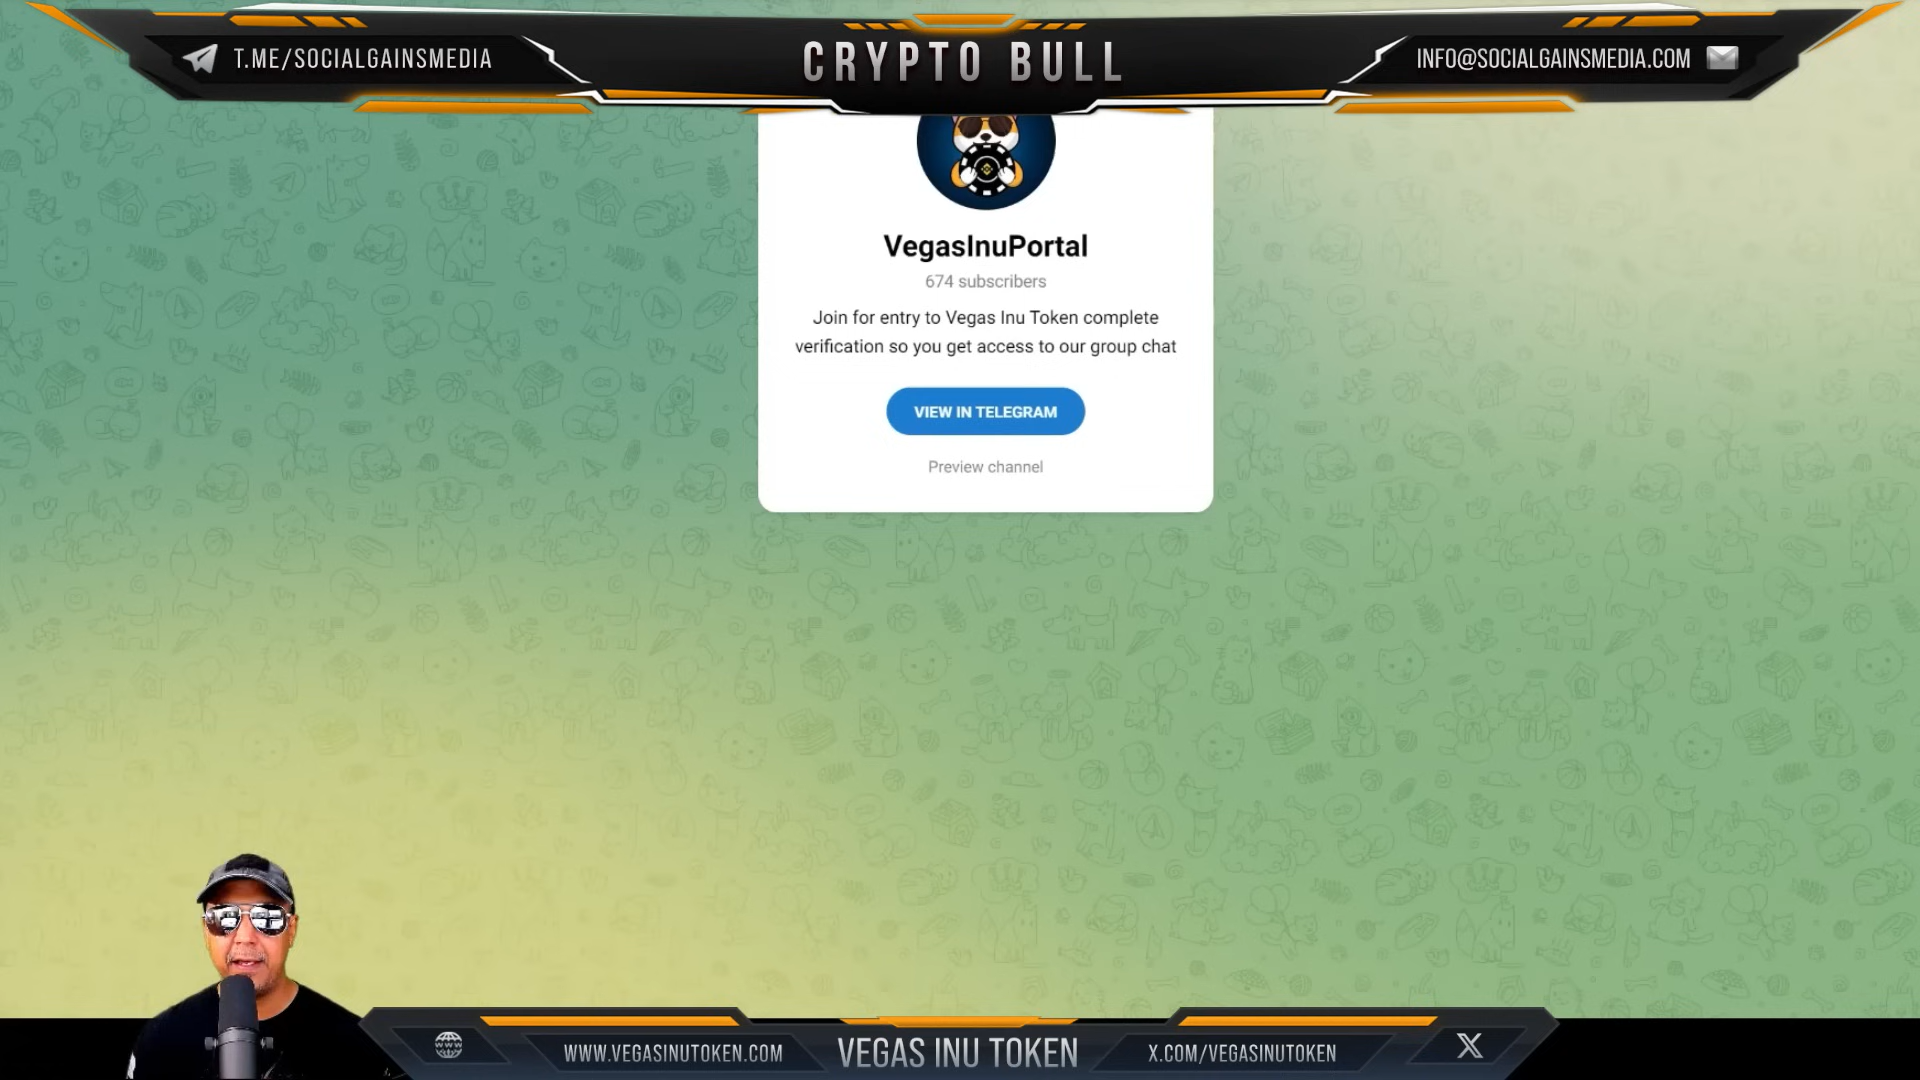 T.ME/SOCIALGAINSMEDIA
CRYPTO BULL
INFO@SOCIALGAINSMEDIA.COM
VegasInuPortal
674 subscribers
Join for entry to Vegas Inu Token complete
verification so you get access to our group chat
VIEW IN TELEGRAM
Preview channel
WWW.VEGASINUTOKEN.COM
VEGAS INU TOKEN
X.COM/VEGASINUTOKEN